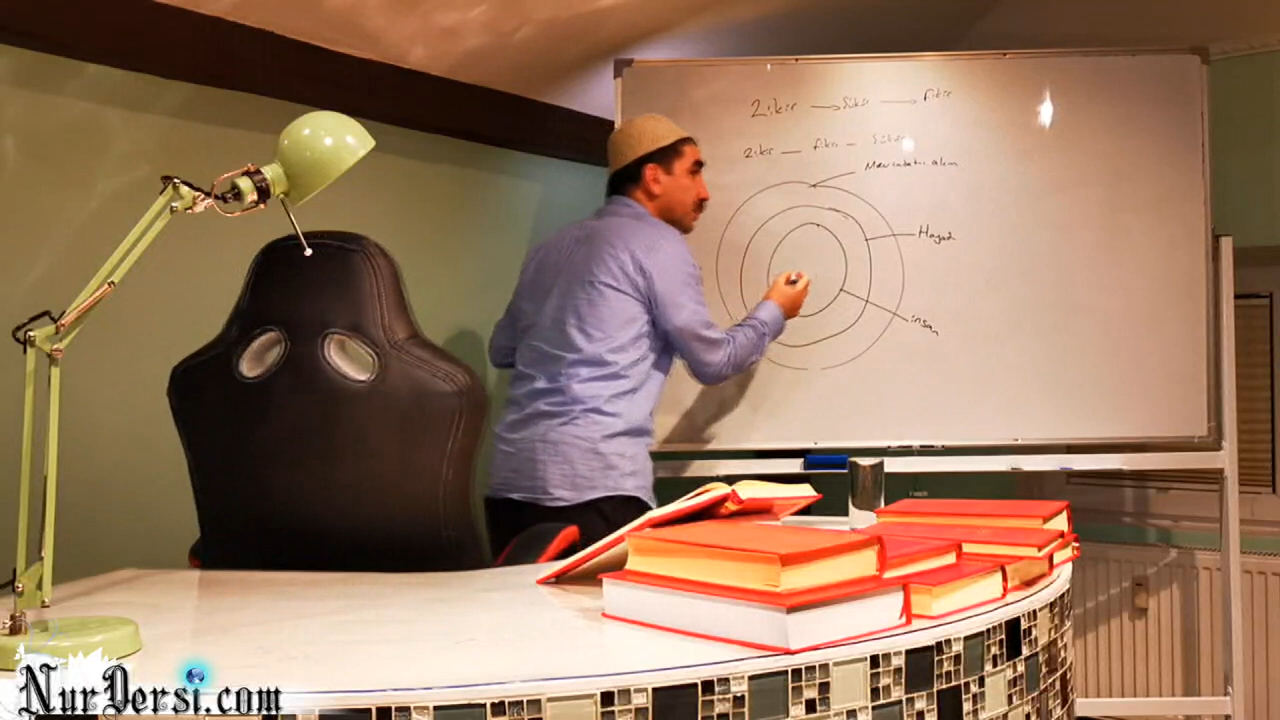 Zikir → Şükür → Fikir
Zikir — fikir — Şükür
Mevcudatı alem
Hayat
insan
NurDersi.com